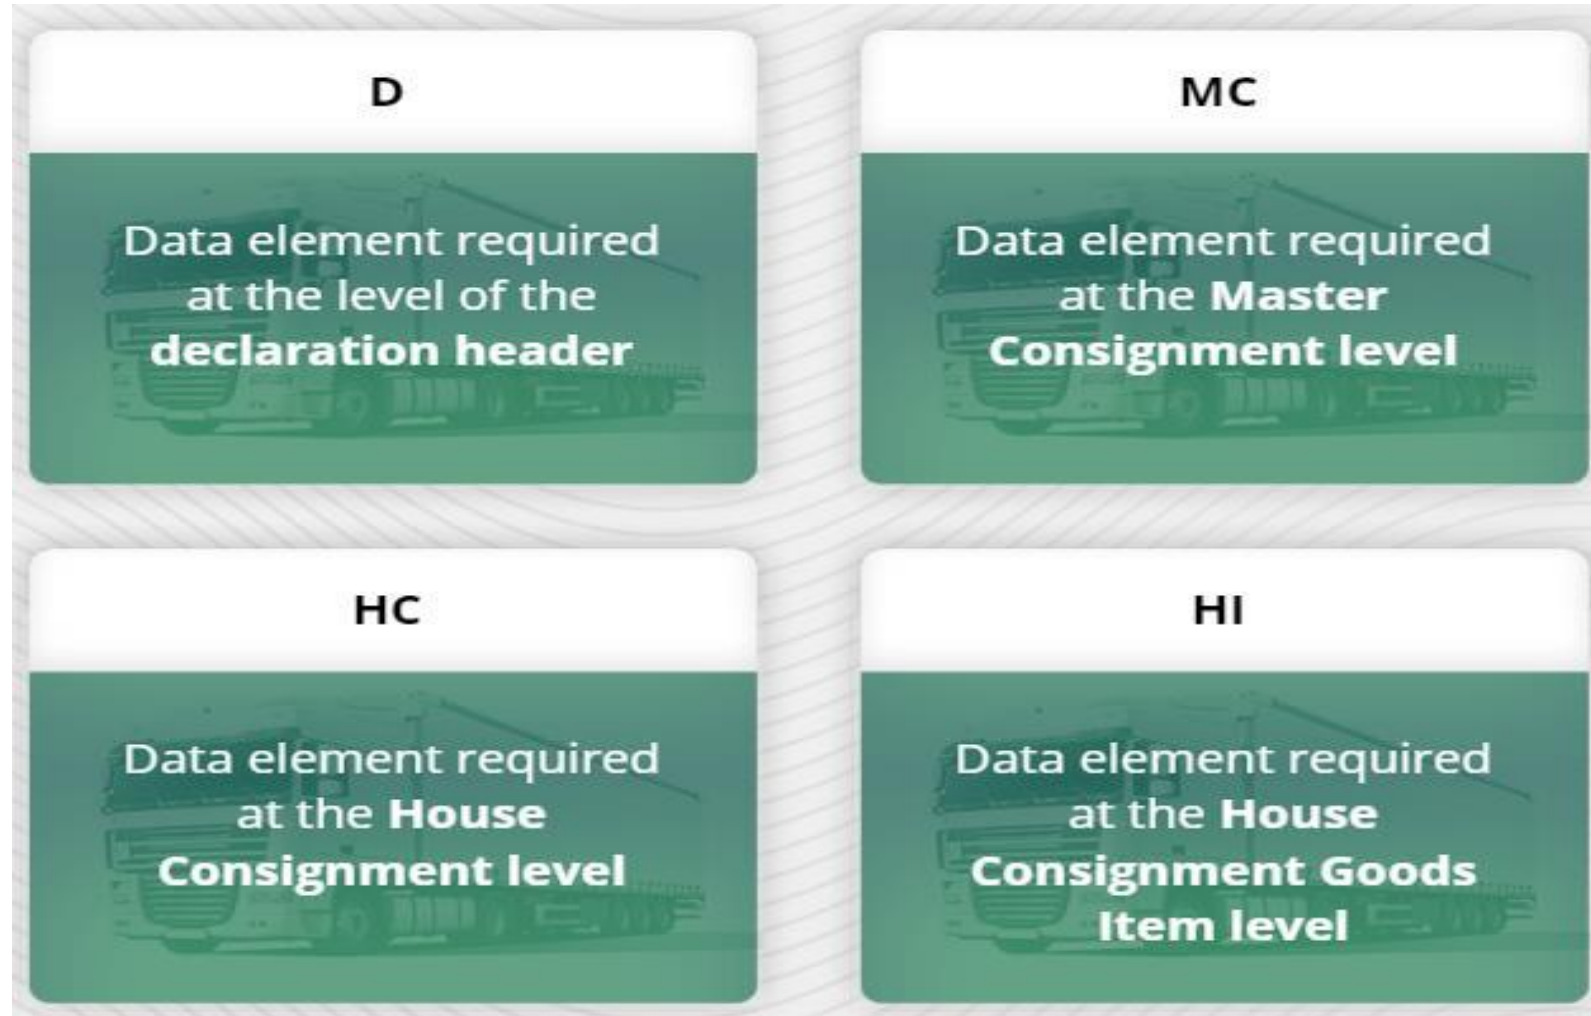 D
Data element required
at the level of the
declaration header
MC
Data element required
at the Master
Consignment level
HC
Data element required
at the House
Consignment level
HI
Data element required
at the House
Consignment Goods
Item level